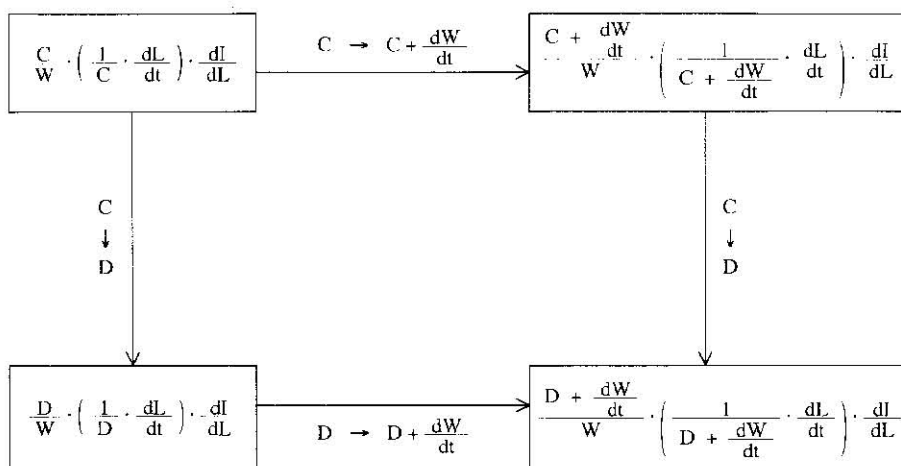 C/W · ( 1/C · dL/dt ) · dI/dL
C → C + dW/dt
(C + dW/dt)/W · ( 1/(C + dW/dt) · dL/dt ) · dI/dL
C
↓
D
C
↓
D
D/W · ( 1/D · dL/dt ) · dI/dL
D → D + dW/dt
(D + dW/dt)/W · ( 1/(D + dW/dt) · dL/dt ) · dI/dL